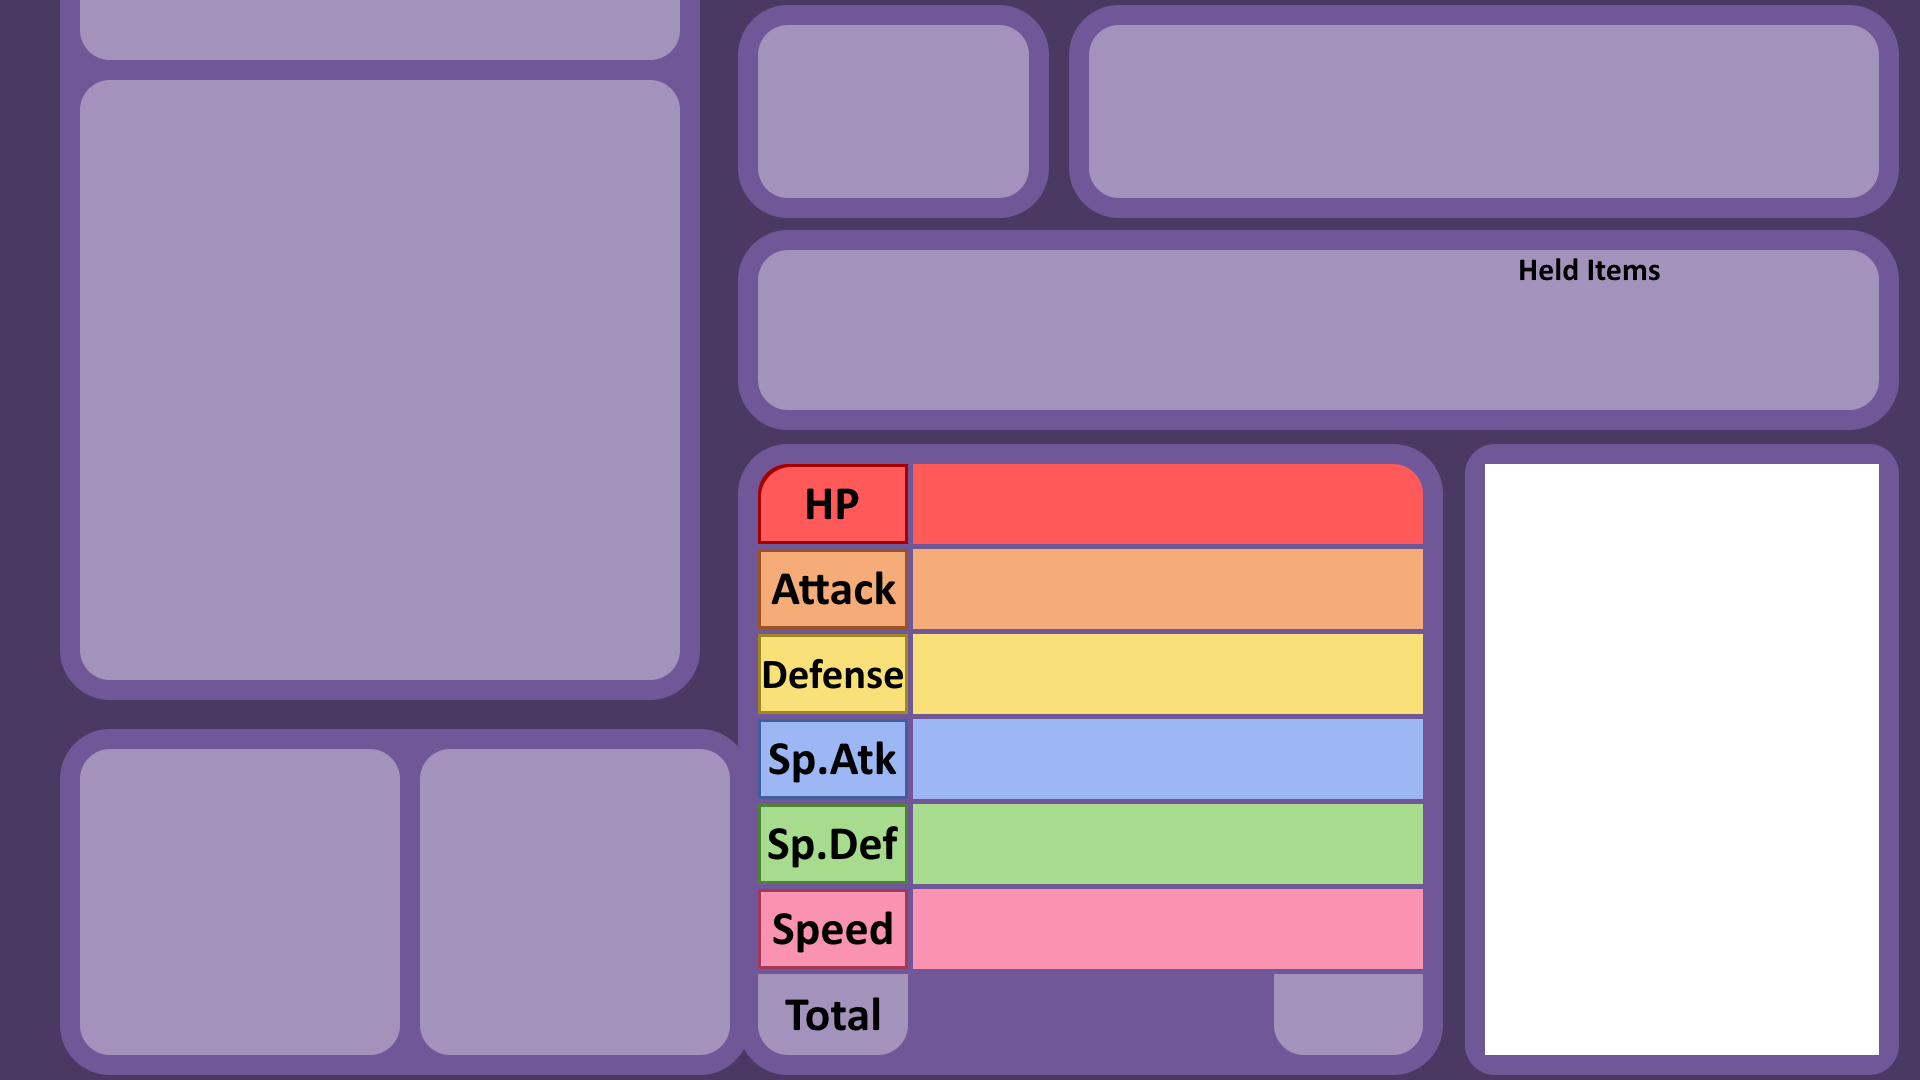 Held Items
HP
Attack
Defense
Sp.Atk
Sp.Def
Speed
Total